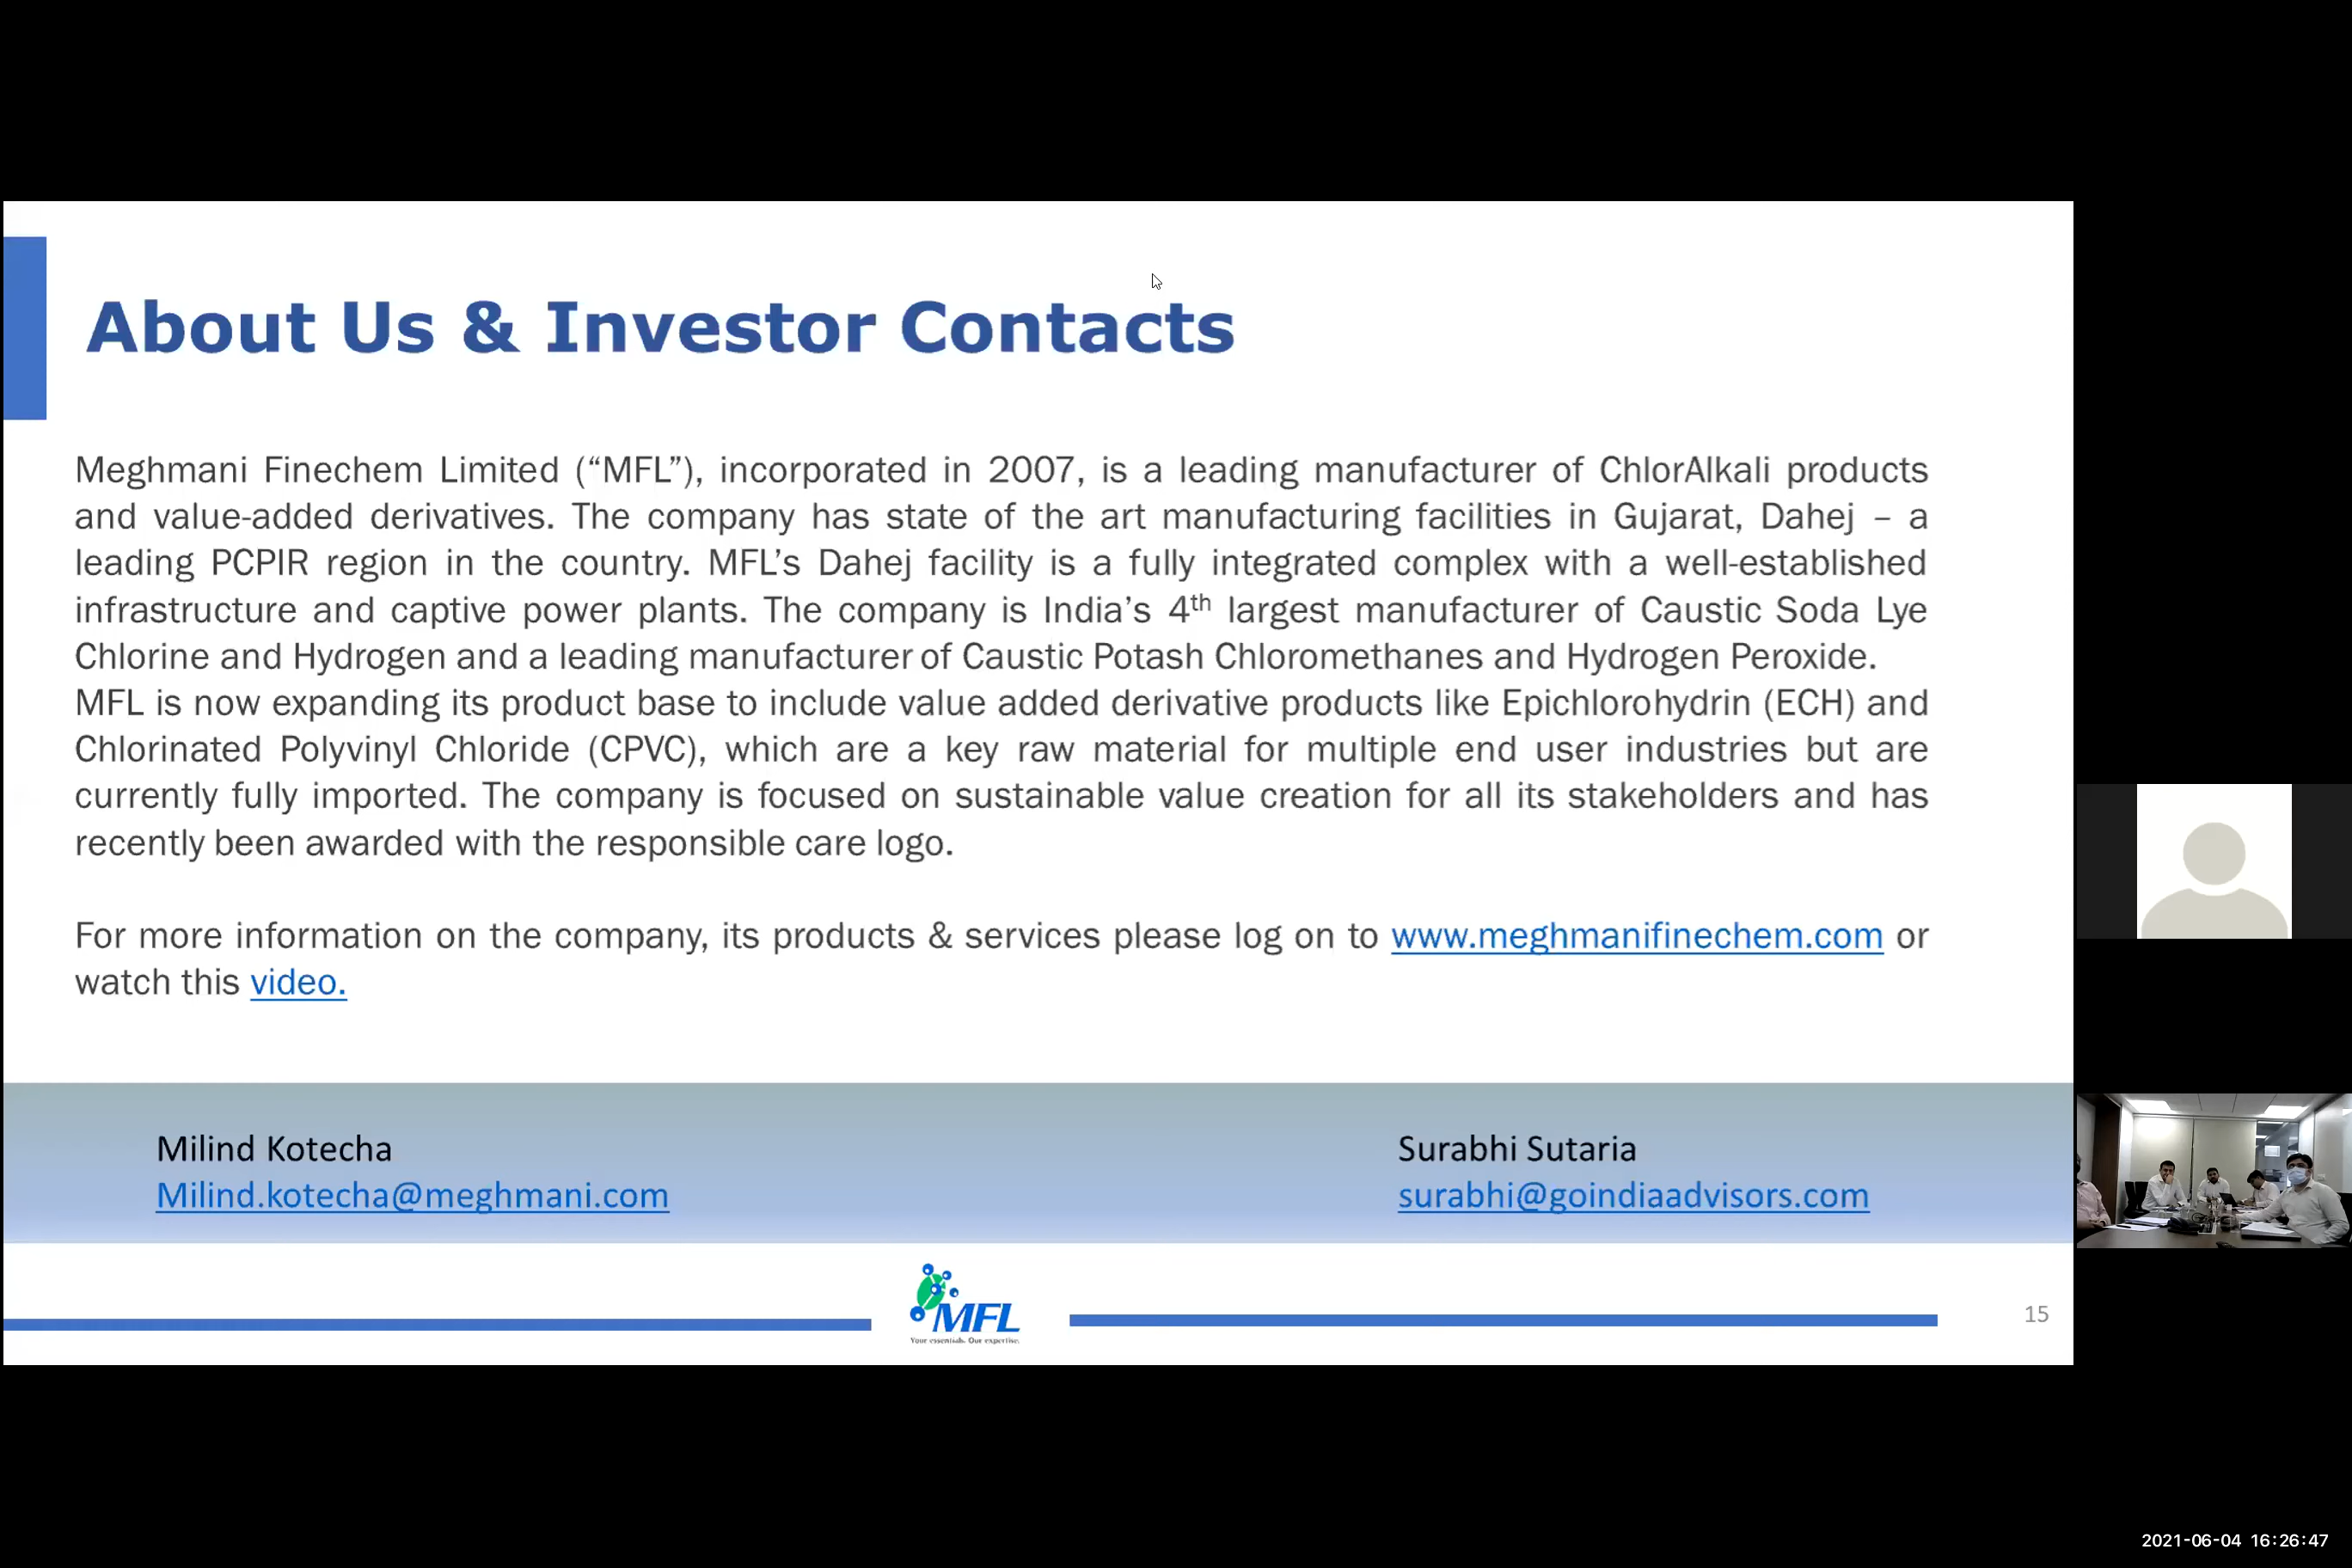 About Us & Investor Contacts
Meghmani Finechem Limited (“MFL”), incorporated in 2007, is a leading manufacturer of ChlorAlkali products
and value-added derivatives. The company has state of the art manufacturing facilities in Gujarat, Dahej – a
leading PCPIR region in the country. MFL’s Dahej facility is a fully integrated complex with a well-established
infrastructure and captive power plants. The company is India’s 4th largest manufacturer of Caustic Soda Lye
Chlorine and Hydrogen and a leading manufacturer of Caustic Potash Chloromethanes and Hydrogen Peroxide.
MFL is now expanding its product base to include value added derivative products like Epichlorohydrin (ECH) and
Chlorinated Polyvinyl Chloride (CPVC), which are a key raw material for multiple end user industries but are
currently fully imported. The company is focused on sustainable value creation for all its stakeholders and has
recently been awarded with the responsible care logo.
For more information on the company, its products & services please log on to www.meghmanifinechem.com or
watch this video.
Milind Kotecha
Milind.kotecha@meghmani.com
Surabhi Sutaria
surabhi@goindiaadvisors.com
MFL
Your essentials. Our expertise.
15
2021-06-04 16:26:47